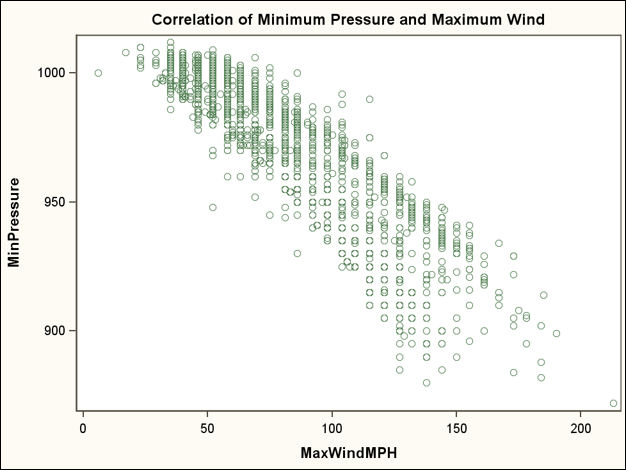 Correlation of Minimum Pressure and Maximum Wind
1000
950
900
MinPressure
0 50 100 150 200
MaxWindMPH